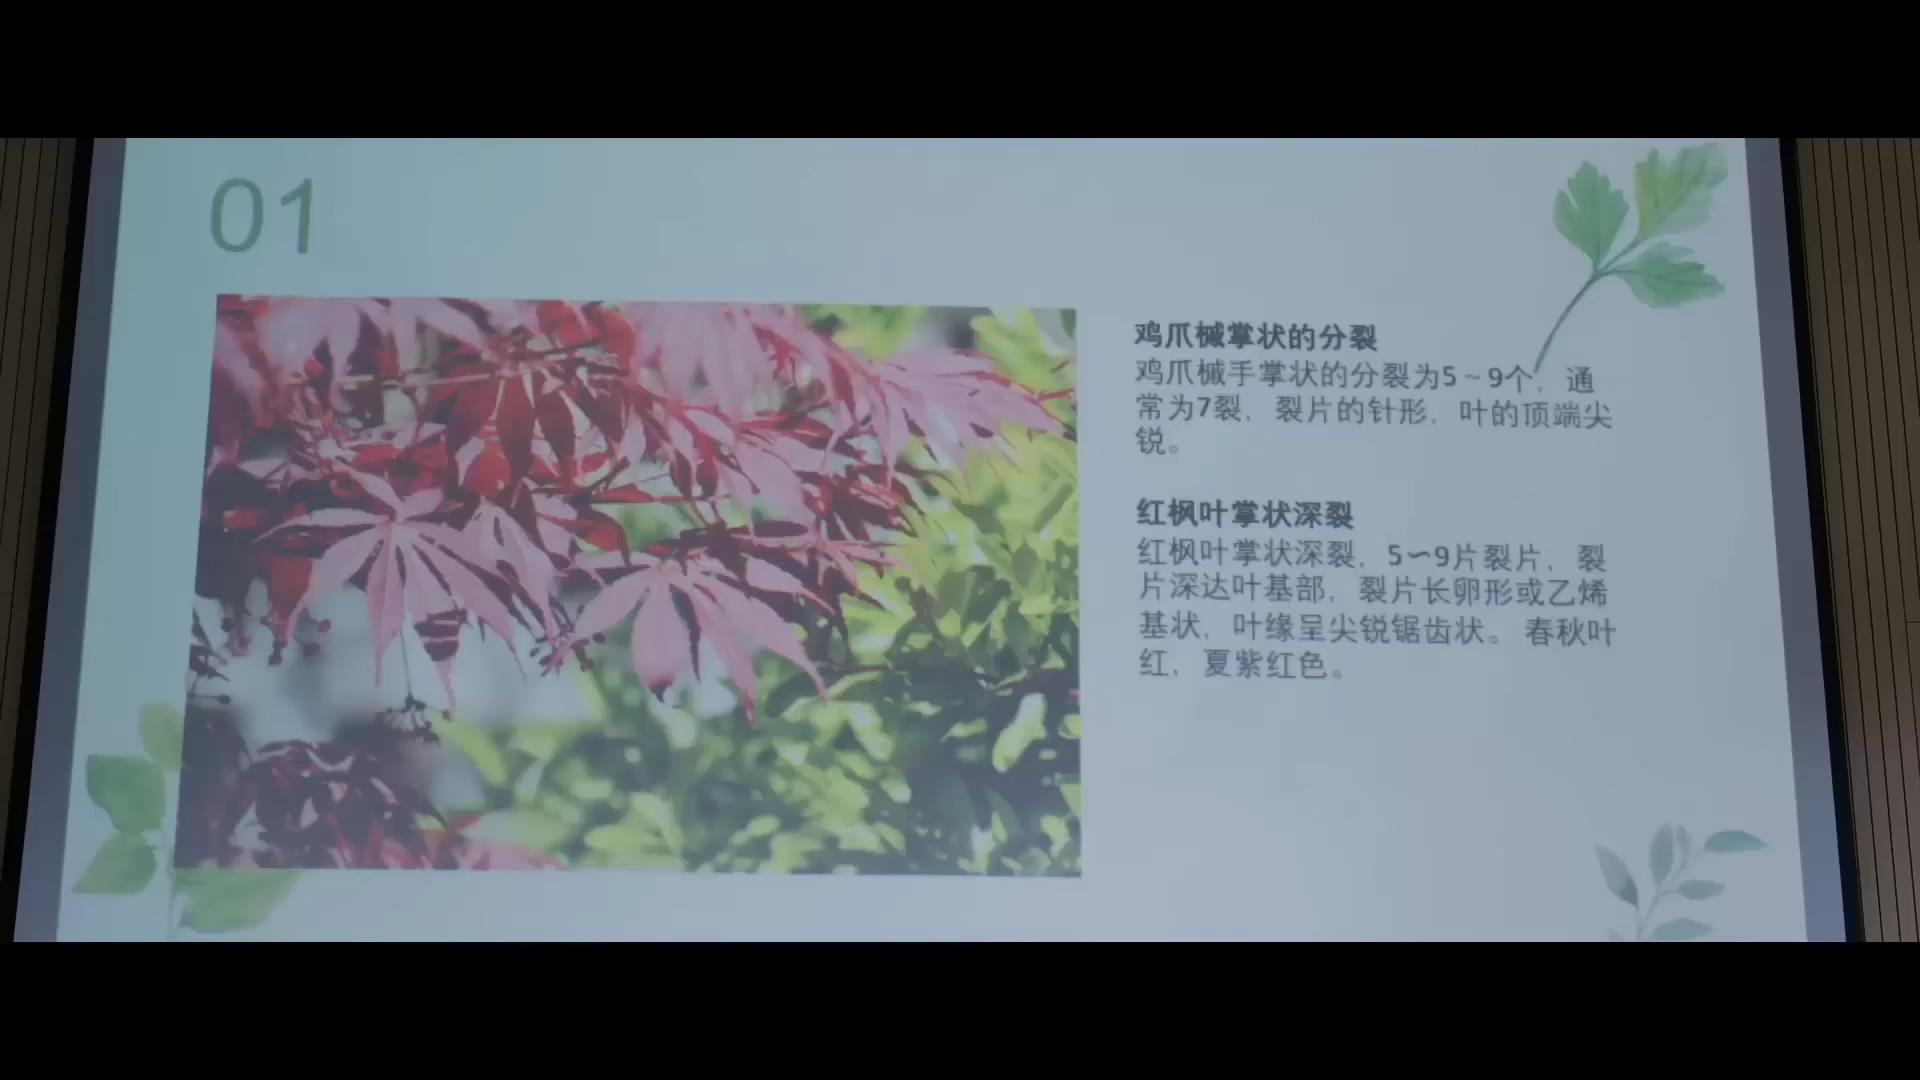 01
鸡爪槭掌状的分裂
鸡爪槭手掌状的分裂为5~9个，通
常为7裂，裂片的针形，叶的顶端尖
锐。
红枫叶掌状深裂
红枫叶掌状深裂，5~9片裂片，裂
片深达叶基部，裂片长卵形或乙烯
基状，叶缘呈尖锐锯齿状。春秋叶
红，夏紫红色。